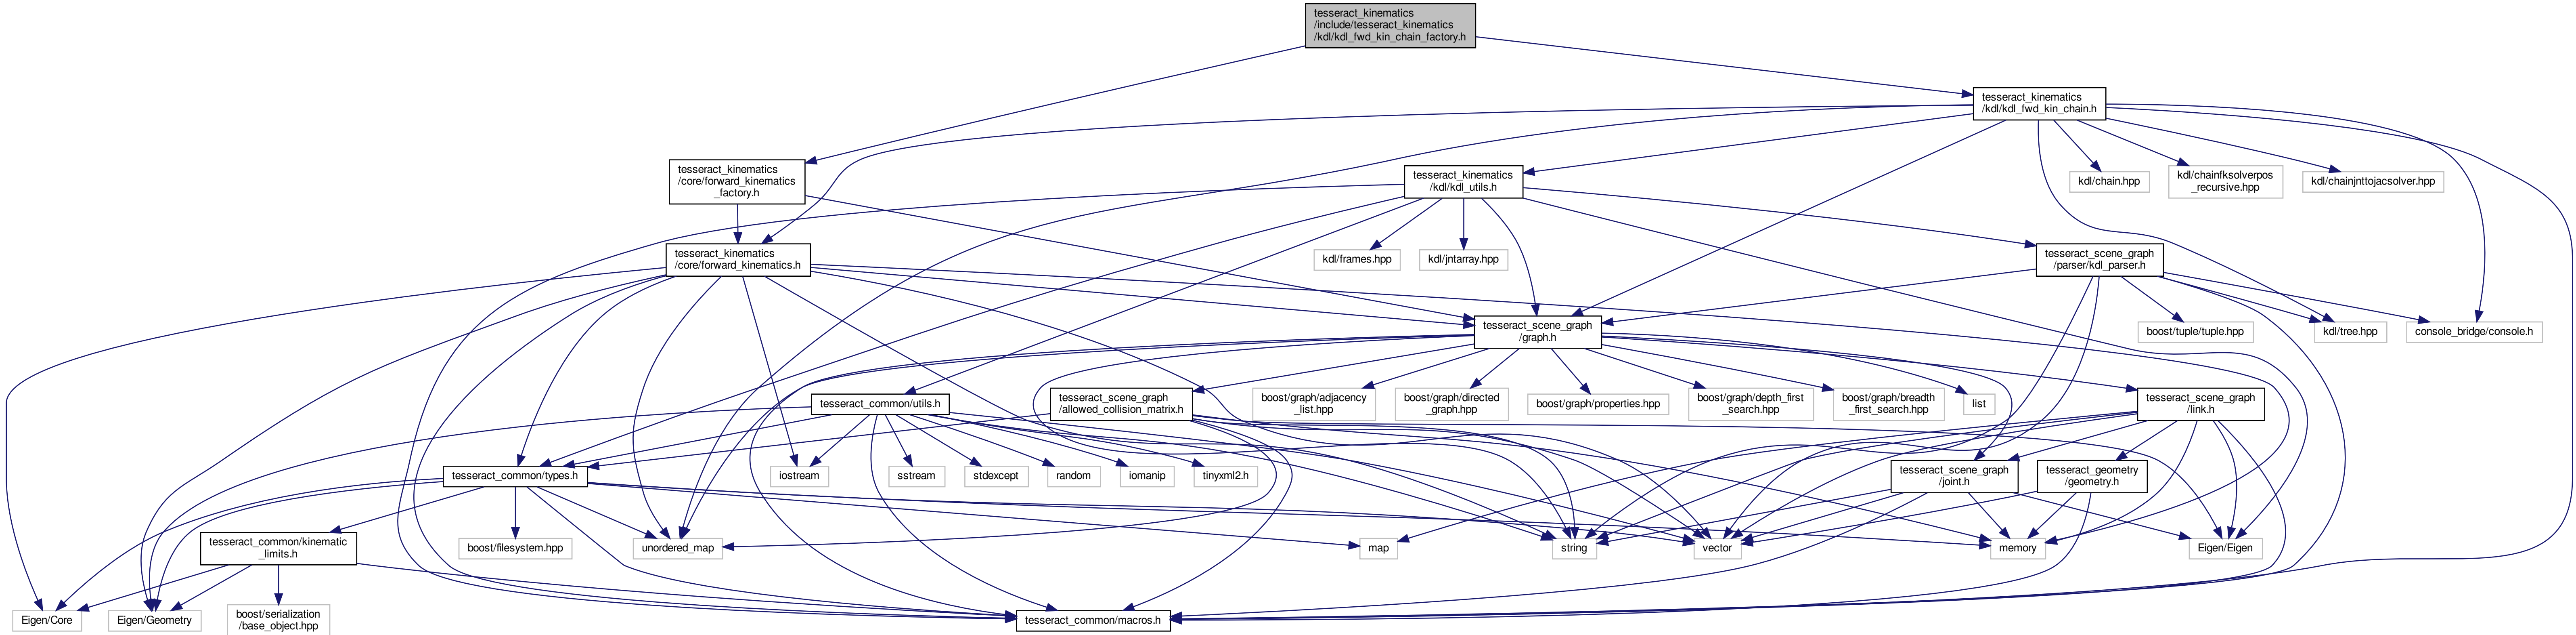 tesseract_kinematics
/include/tesseract_kinematics
/kdl/kdl_fwd_kin_chain_factory.h
tesseract_kinematics
/kdl/kdl_fwd_kin_chain.h
tesseract_kinematics
/core/forward_kinematics
_factory.h
tesseract_kinematics
/kdl/kdl_utils.h
kdl/chain.hpp
kdl/chainfksolverpos
_recursive.hpp
kdl/chainjnttojacsolver.hpp
tesseract_kinematics
/core/forward_kinematics.h
kdl/frames.hpp
kdl/jntarray.hpp
tesseract_scene_graph
/parser/kdl_parser.h
tesseract_scene_graph
/graph.h
boost/tuple/tuple.hpp
kdl/tree.hpp
console_bridge/console.h
tesseract_common/utils.h
tesseract_scene_graph
/allowed_collision_matrix.h
boost/graph/adjacency
_list.hpp
boost/graph/directed
_graph.hpp
boost/graph/properties.hpp
boost/graph/depth_first
_search.hpp
boost/graph/breadth
_first_search.hpp
list
tesseract_scene_graph
/link.h
tesseract_common/types.h
iostream
sstream
stdexcept
random
iomanip
tinyxml2.h
tesseract_scene_graph
/joint.h
tesseract_geometry
/geometry.h
tesseract_common/kinematic
_limits.h
boost/filesystem.hpp
unordered_map
map
string
vector
memory
Eigen/Eigen
Eigen/Core
Eigen/Geometry
boost/serialization
/base_object.hpp
tesseract_common/macros.h